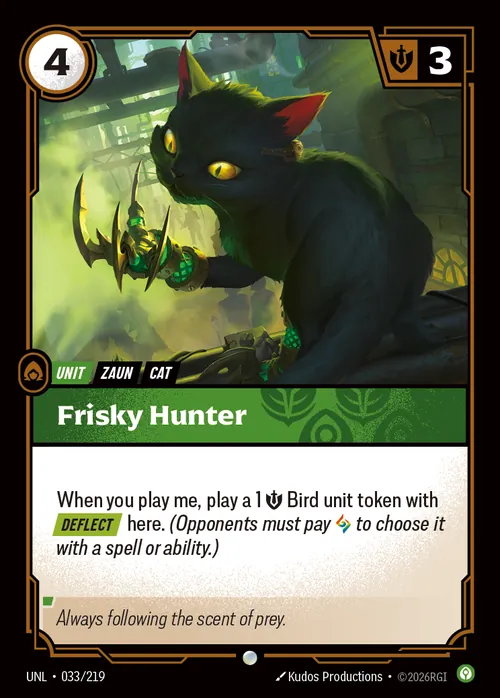 4
3
UNIT ZAUN CAT
Frisky Hunter
When you play me, play a 1 Bird unit token with
DEFLECT here. (Opponents must pay to choose it
with a spell or ability.)
Always following the scent of prey.
UNL • 033/219
Kudos Productions • ©2026RGI